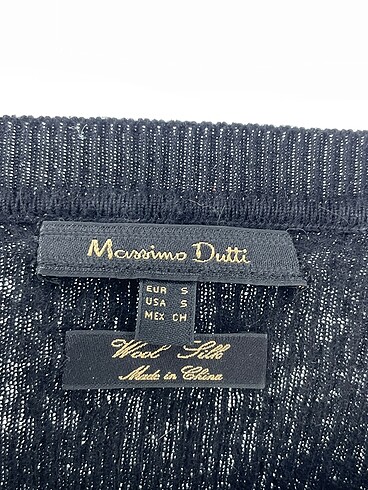 Massimo Dutti
EUR S
USA S
MEX CH
Wool Silk
Made in China